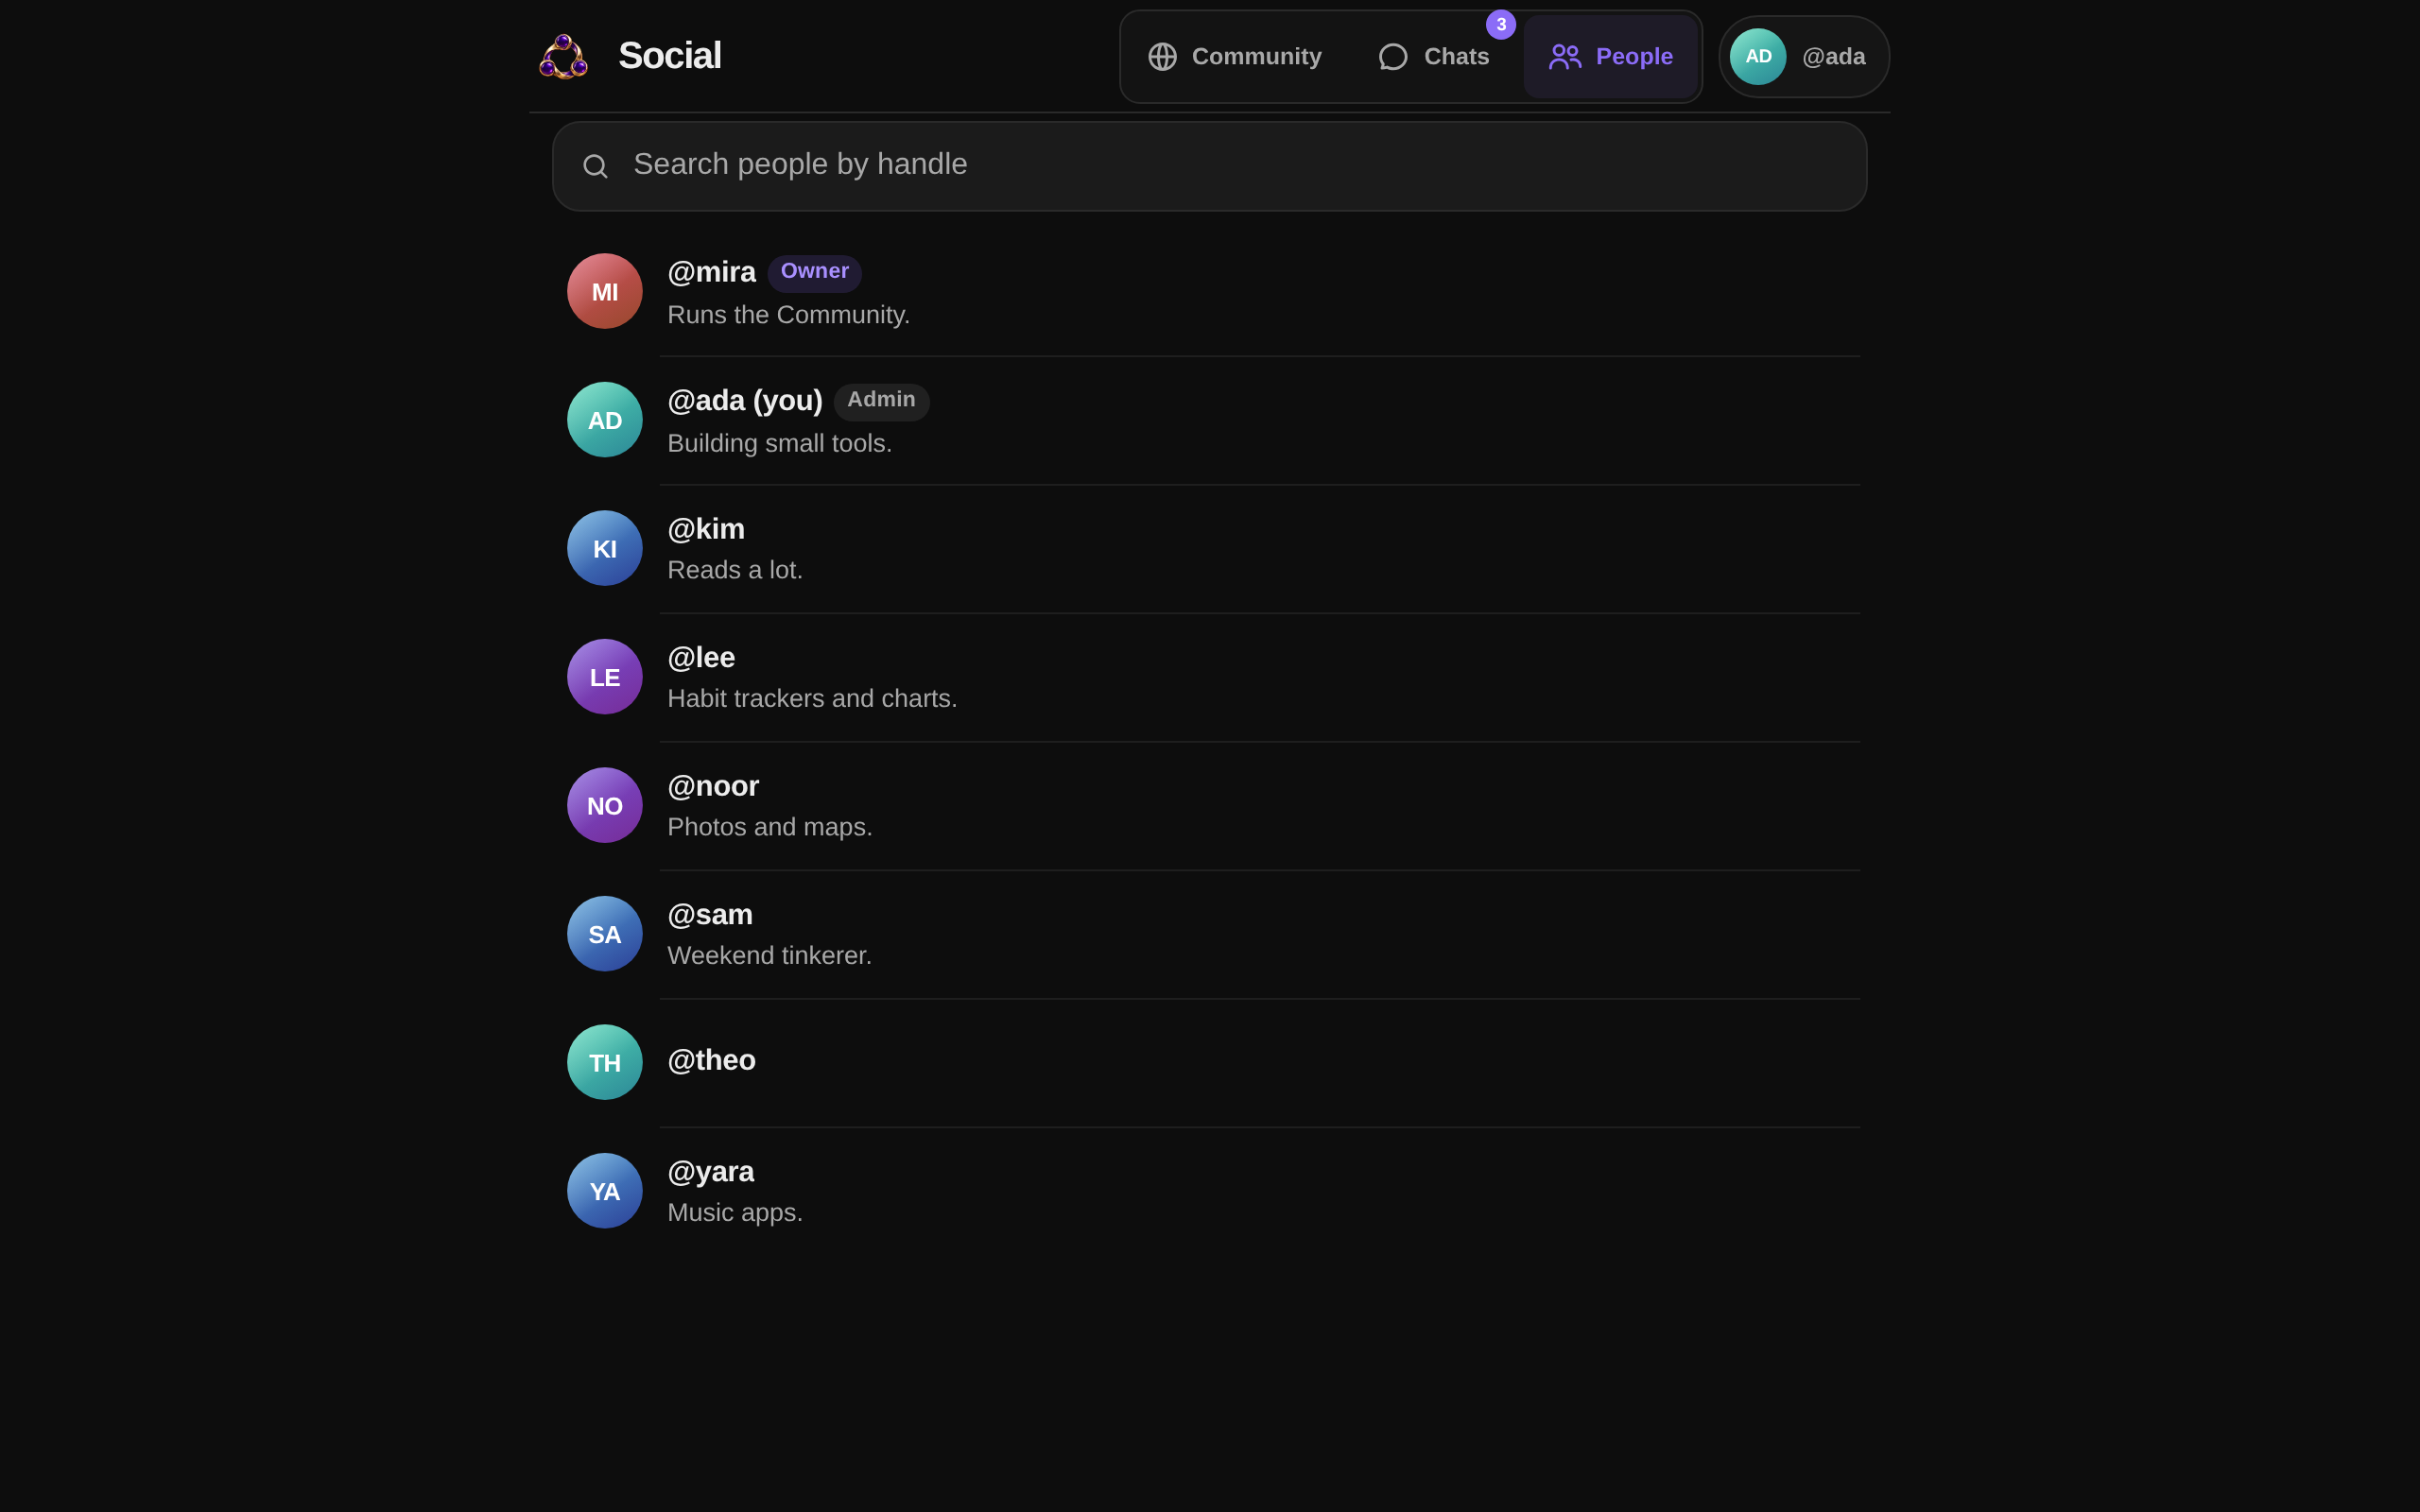 Social
Community
Chats
3
People
AD
@ada
Search people by handle
MI
@mira Owner
Runs the Community.
AD
@ada (you) Admin
Building small tools.
KI
@kim
Reads a lot.
LE
@lee
Habit trackers and charts.
NO
@noor
Photos and maps.
SA
@sam
Weekend tinkerer.
TH
@theo
YA
@yara
Music apps.